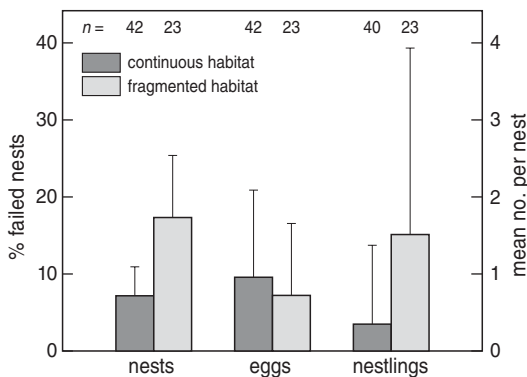 n = 42 23 42 23 40 23
continuous habitat
fragmented habitat
% failed nests
40
30
20
10
0
mean no. per nest
4
3
2
1
0
nests eggs nestlings